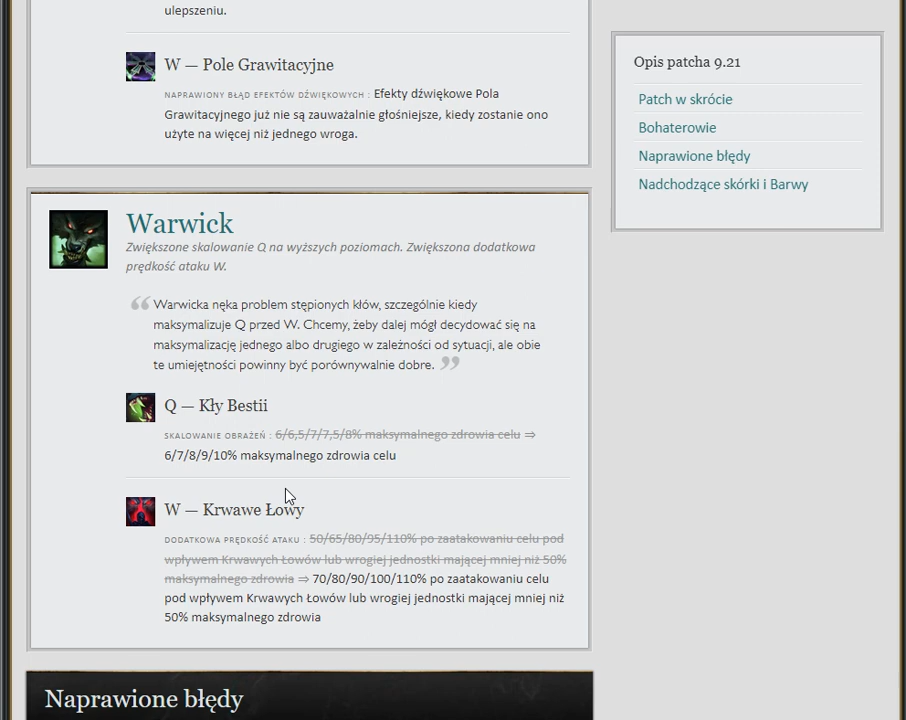 ulepszeniu.
W — Pole Grawitacyjne
NAPRAWIONY BŁĄD EFEKTÓW DŹWIĘKOWYCH : Efekty dźwiękowe Pola
Grawitacyjnego już nie są zauważalnie głośniejsze, kiedy zostanie ono
użyte na więcej niż jednego wroga.
Warwick
Zwiększone skalowanie Q na wyższych poziomach. Zwiększona dodatkowa
prędkość ataku W.
“ Warwicka nęka problem stępionych kłów, szczególnie kiedy
maksymalizuje Q przed W. Chcemy, żeby dalej mógł decydować się na
maksymalizację jednego albo drugiego w zależności od sytuacji, ale obie
te umiejętności powinny być porównywalnie dobre. ”
Q — Kły Bestii
SKALOWANIE OBRAŻEŃ : 6/6,5/7/7,5/8% maksymalnego zdrowia celu ⇒
6/7/8/9/10% maksymalnego zdrowia celu
W — Krwawe Łowy
DODATKOWA PRĘDKOŚĆ ATAKU : 50/65/80/95/110% po zaatakowaniu celu pod
wpływem Krwawych Łowów lub wrogiej jednostki mającej mniej niż 50%
maksymalnego zdrowia ⇒ 70/80/90/100/110% po zaatakowaniu celu
pod wpływem Krwawych Łowów lub wrogiej jednostki mającej mniej niż
50% maksymalnego zdrowia
Naprawione błędy
Opis patcha 9.21
Patch w skrócie
Bohaterowie
Naprawione błędy
Nadchodzące skórki i Barwy